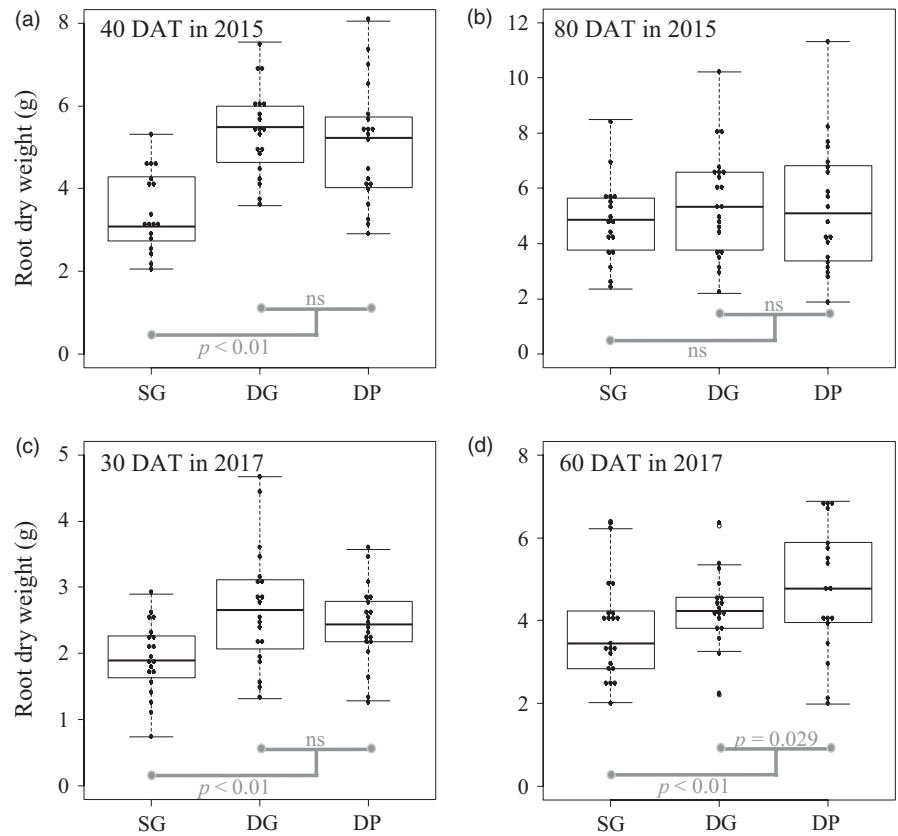 (a) 40 DAT in 2015
Root dry weight (g)
8
6
4
2
0
ns
p < 0.01
SG DG DP
(b) 80 DAT in 2015
12
10
8
6
4
2
0
ns
ns
SG DG DP
(c) 30 DAT in 2017
Root dry weight (g)
5
4
3
2
1
0
ns
p < 0.01
SG DG DP
(d) 60 DAT in 2017
8
6
4
2
0
p = 0.029
p < 0.01
SG DG DP